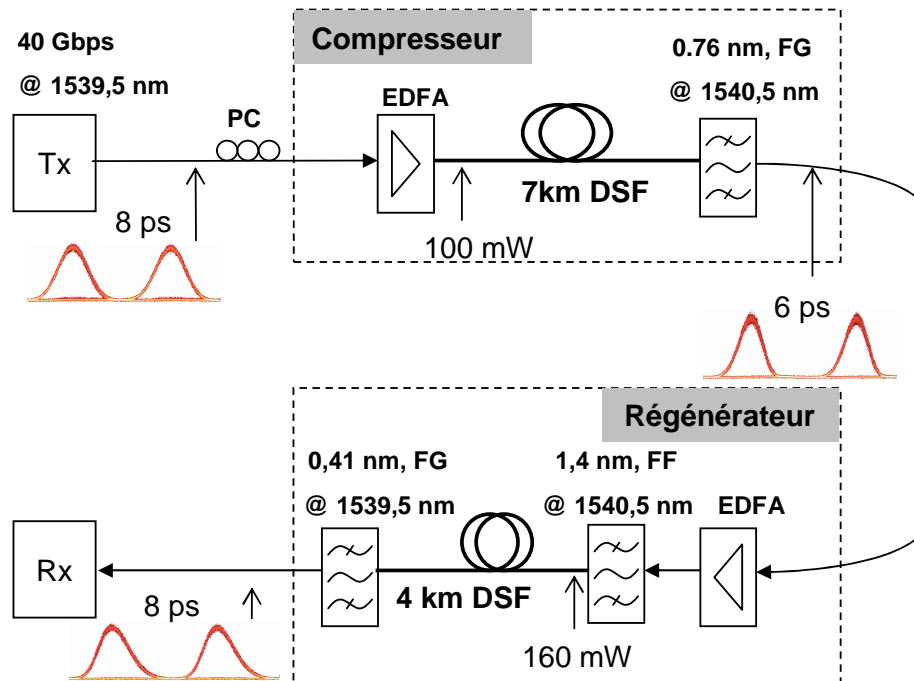 40 Gbps
@ 1539,5 nm
Tx
PC
8 ps
Compresseur
EDFA
100 mW
7km DSF
0.76 nm, FG
@ 1540,5 nm
6 ps
Régénérateur
0,41 nm, FG
@ 1539,5 nm
1,4 nm, FF
@ 1540,5 nm
EDFA
Rx
8 ps
4 km DSF
160 mW